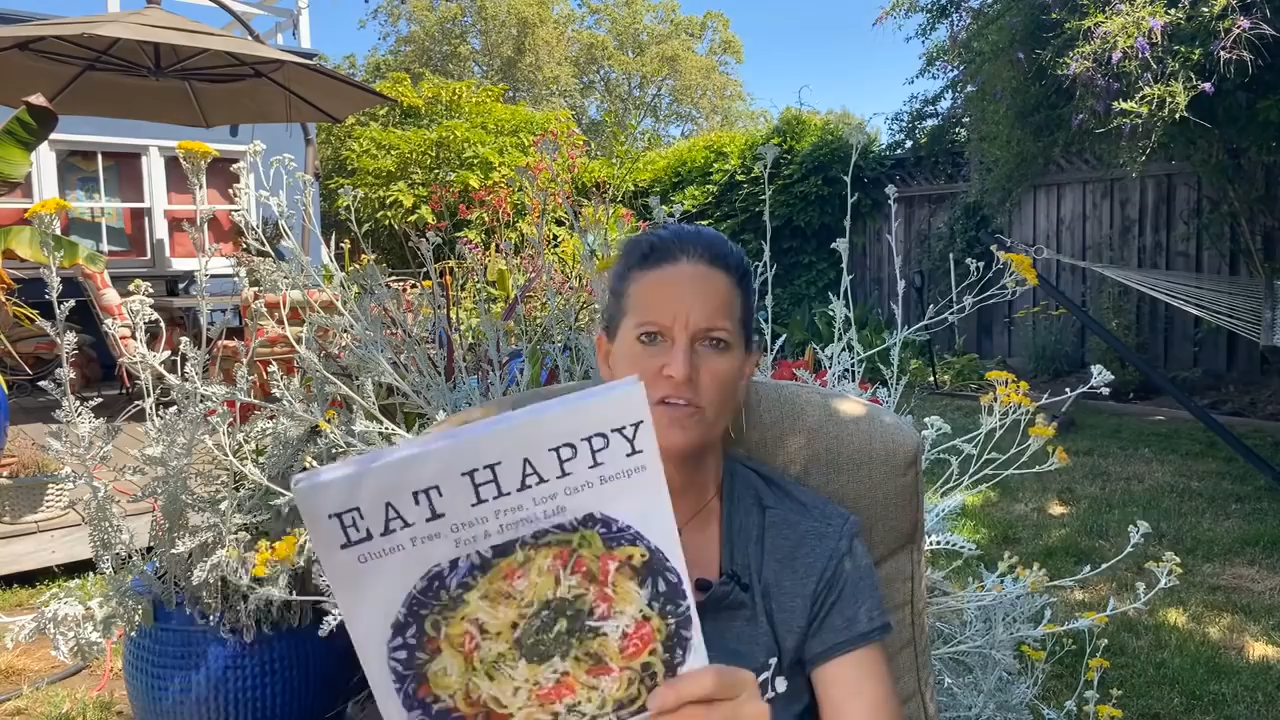 EAT HAPPY
Gluten Free, Grain Free, Low Carb Recipes
For A Joyful Life